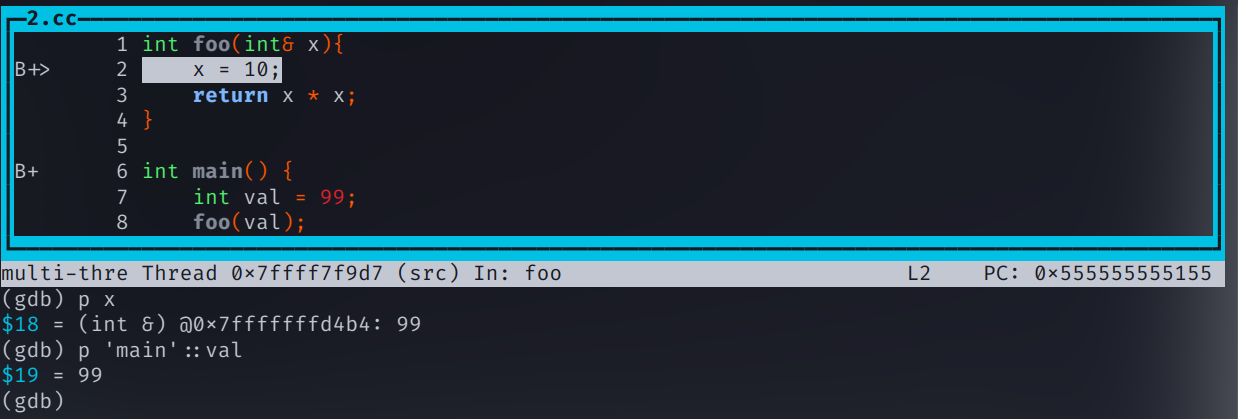 2.cc
1 int foo(int& x){
B+> 2     x = 10;
3     return x * x;
4 }
5
B+ 6 int main() {
7     int val = 99;
8     foo(val);
multi-thre Thread 0x7ffff7f9d7 (src) In: foo L2 PC: 0x555555555155
(gdb) p x
$18 = (int &) @0x7fffffffd4b4: 99
(gdb) p 'main'::val
$19 = 99
(gdb)